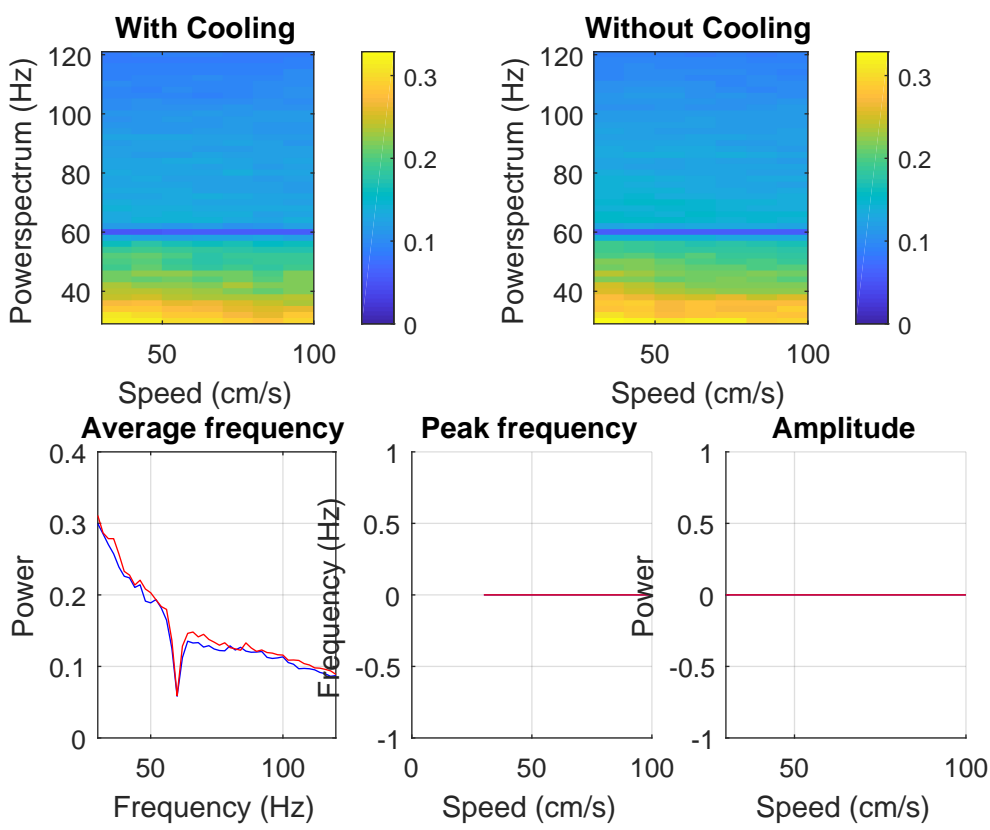 With Cooling
Without Cooling
Powerspectrum (Hz)
120
100
80
60
40
50
100
Speed (cm/s)
0.3
0.2
0.1
0
Powerspectrum (Hz)
120
100
80
60
40
50
100
Speed (cm/s)
0.3
0.2
0.1
0
Average frequency
Power
0.4
0.3
0.2
0.1
0
50
100
Frequency (Hz)
Peak frequency
Frequency (Hz)
1
0.5
0
-0.5
-1
0
50
100
Speed (cm/s)
Amplitude
Power
1
0.5
0
-0.5
-1
50
100
Speed (cm/s)